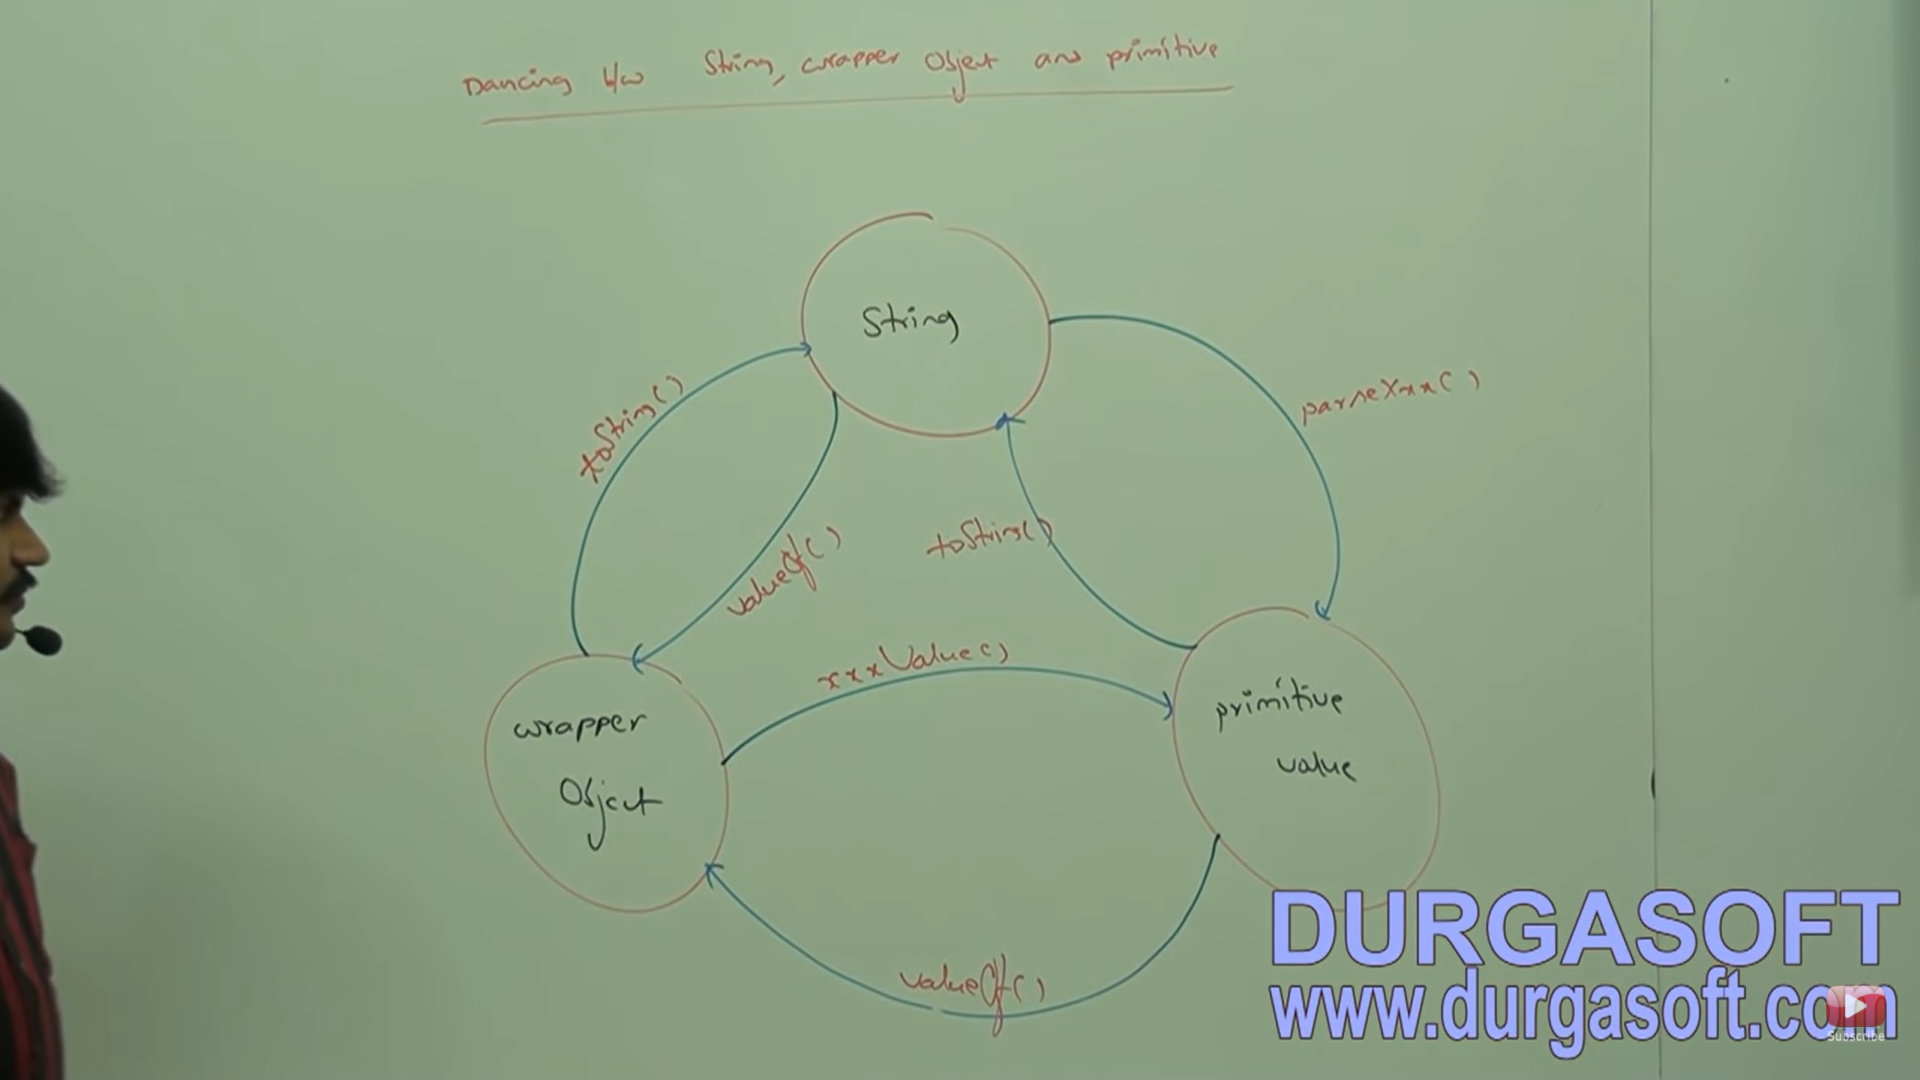 Dancing b/w String, wrapper Object and primitive
String
toString()
parseXxx()
valueOf()
toString()
xxxValue()
wrapper
Object
primitive
value
valueOf()
DURGASOFT
www.durgasoft.com
Subscribe